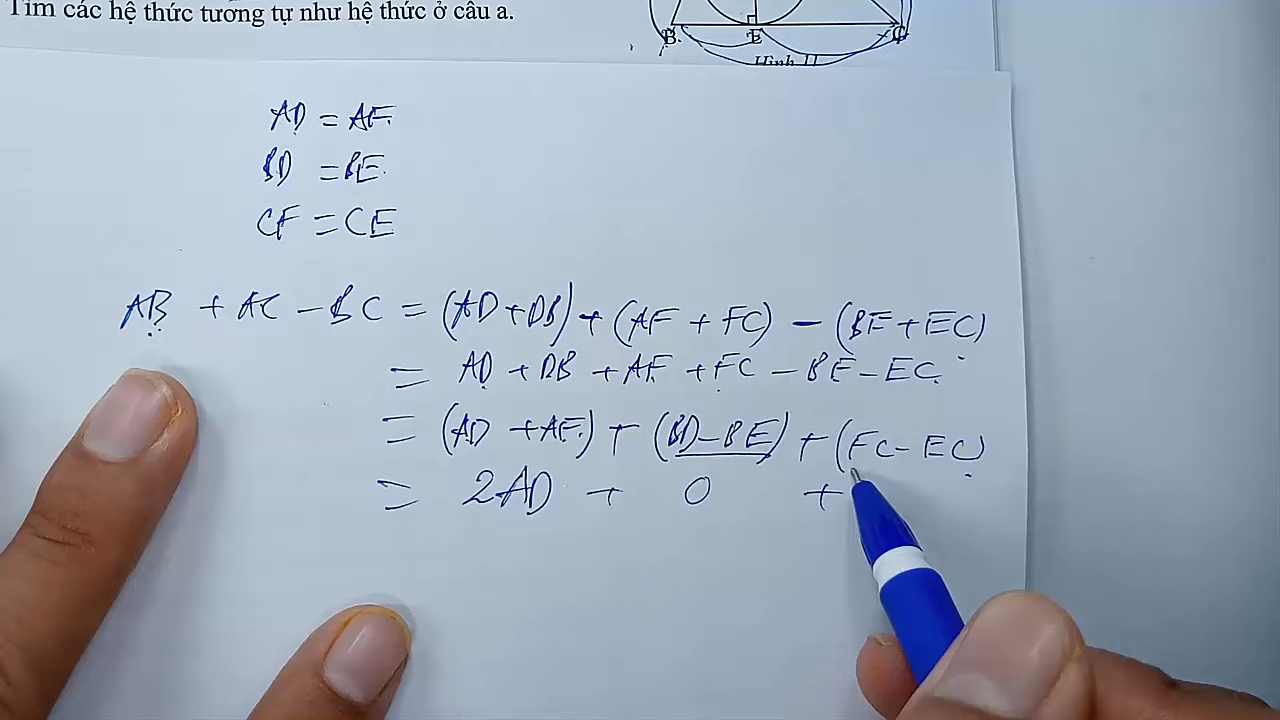 Tìm các hệ thức tương tự như hệ thức ở câu a.
B E C
Hình 11
AD = AF
BD = BE
CF = CE
AB + AC - BC = (AD + DB) + (AF + FC) - (BE + EC)
= AD + DB + AF + FC - BE - EC
= (AD + AF) + (BD - BE) + (FC - EC)
= 2AD + 0 +